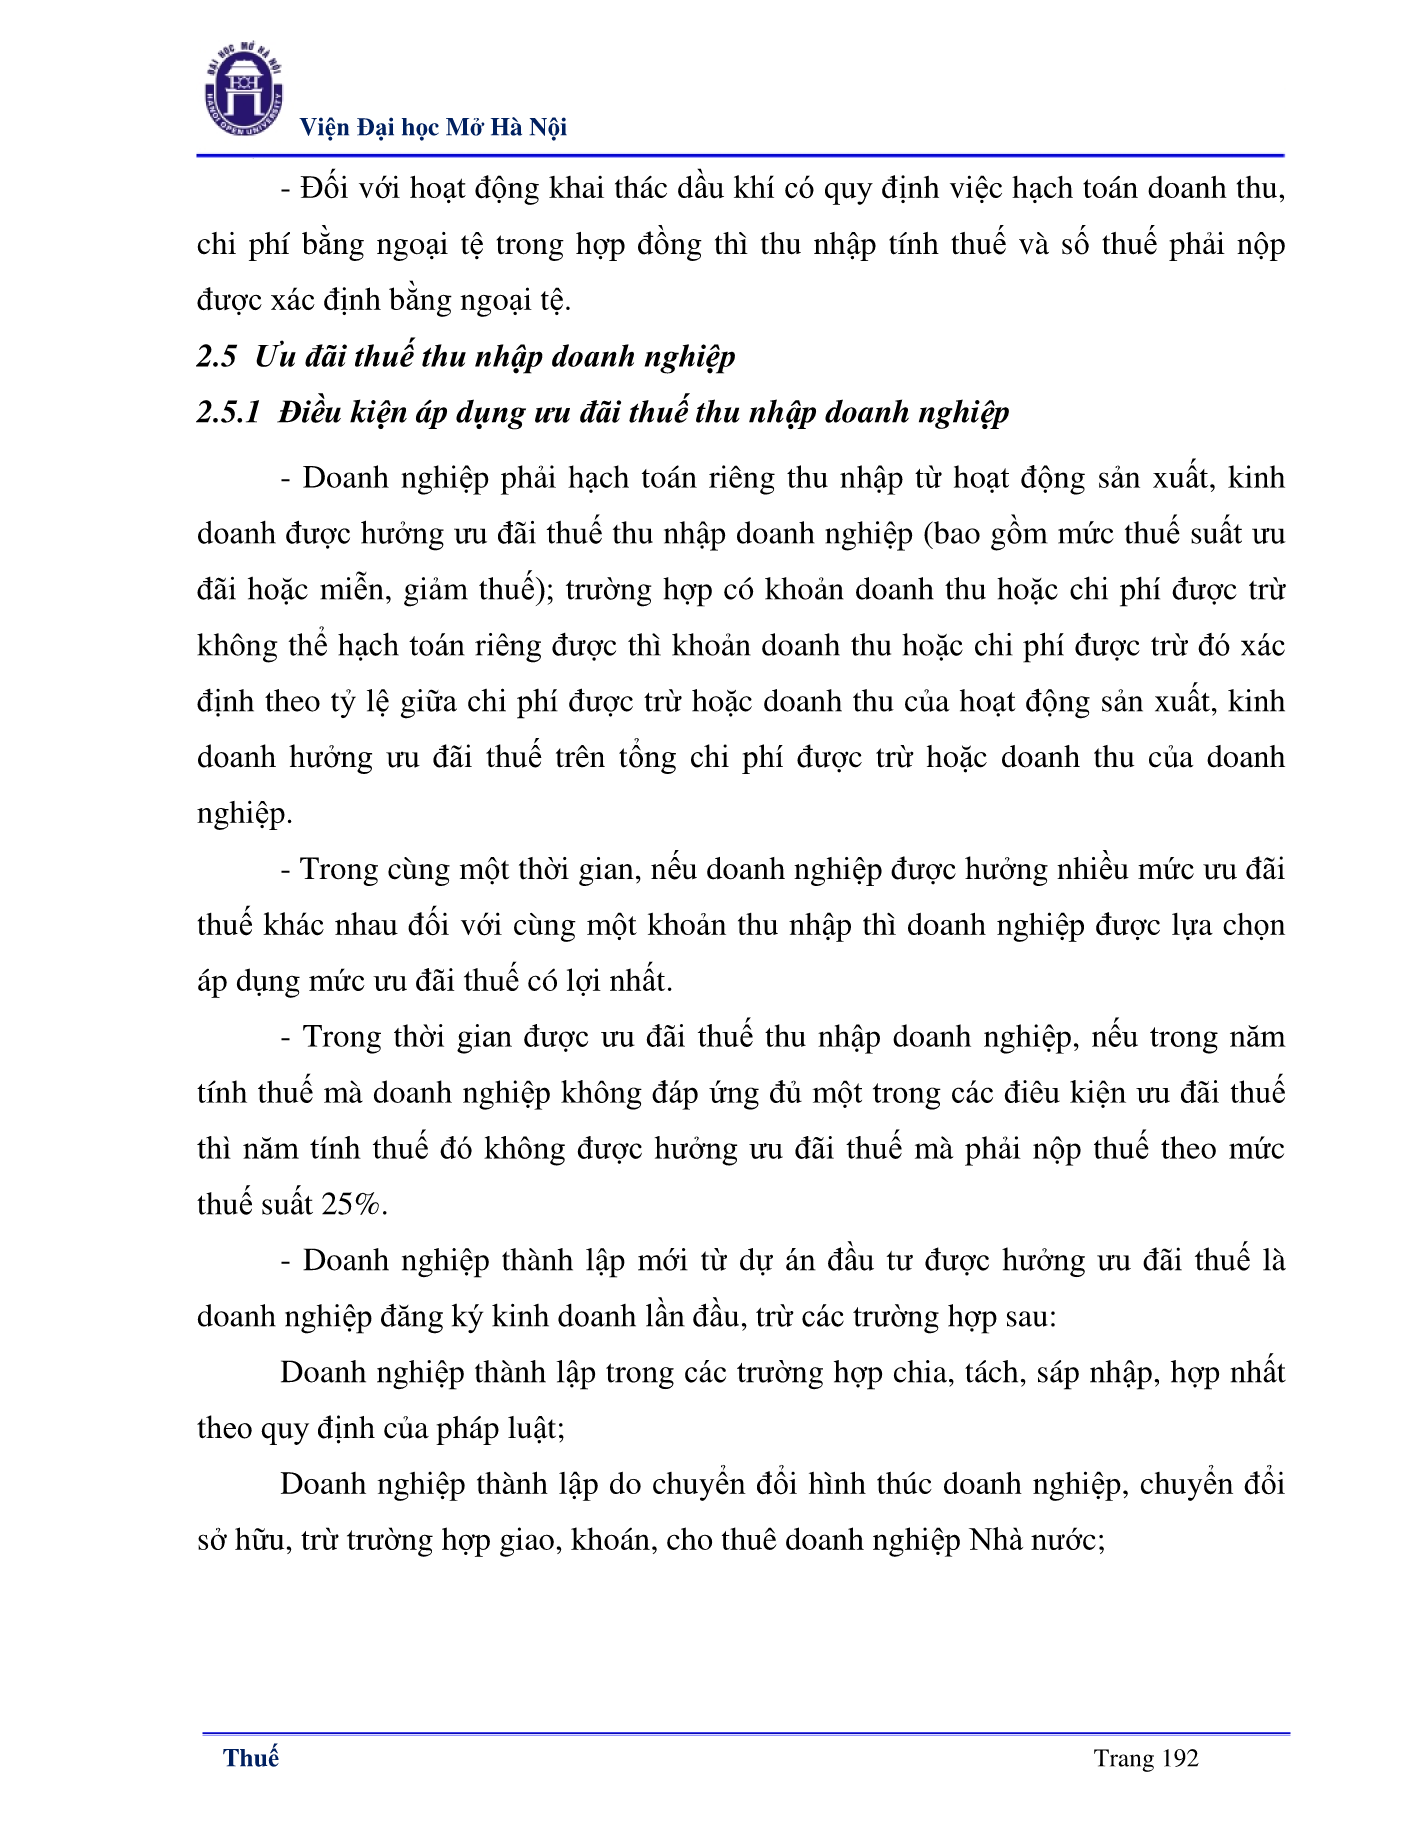 ĐẠI HỌC MỞ HÀ NỘI
HANOI OPEN UNIVERSITY
Viện Đại học Mở Hà Nội
- Đối với hoạt động khai thác dầu khí có quy định việc hạch toán doanh thu,
chi phí bằng ngoại tệ trong hợp đồng thì thu nhập tính thuế và số thuế phải nộp
được xác định bằng ngoại tệ.
2.5 Ưu đãi thuế thu nhập doanh nghiệp
2.5.1 Điều kiện áp dụng ưu đãi thuế thu nhập doanh nghiệp
- Doanh nghiệp phải hạch toán riêng thu nhập từ hoạt động sản xuất, kinh
doanh được hưởng ưu đãi thuế thu nhập doanh nghiệp (bao gồm mức thuế suất ưu
đãi hoặc miễn, giảm thuế); trường hợp có khoản doanh thu hoặc chi phí được trừ
không thể hạch toán riêng được thì khoản doanh thu hoặc chi phí được trừ đó xác
định theo tỷ lệ giữa chi phí được trừ hoặc doanh thu của hoạt động sản xuất, kinh
doanh hưởng ưu đãi thuế trên tổng chi phí được trừ hoặc doanh thu của doanh
nghiệp.
- Trong cùng một thời gian, nếu doanh nghiệp được hưởng nhiều mức ưu đãi
thuế khác nhau đối với cùng một khoản thu nhập thì doanh nghiệp được lựa chọn
áp dụng mức ưu đãi thuế có lợi nhất.
- Trong thời gian được ưu đãi thuế thu nhập doanh nghiệp, nếu trong năm
tính thuế mà doanh nghiệp không đáp ứng đủ một trong các điêu kiện ưu đãi thuế
thì năm tính thuế đó không được hưởng ưu đãi thuế mà phải nộp thuế theo mức
thuế suất 25%.
- Doanh nghiệp thành lập mới từ dự án đầu tư được hưởng ưu đãi thuế là
doanh nghiệp đăng ký kinh doanh lần đầu, trừ các trường hợp sau:
Doanh nghiệp thành lập trong các trường hợp chia, tách, sáp nhập, hợp nhất
theo quy định của pháp luật;
Doanh nghiệp thành lập do chuyển đổi hình thúc doanh nghiệp, chuyển đổi
sở hữu, trừ trường hợp giao, khoán, cho thuê doanh nghiệp Nhà nước;
Thuế
Trang 192